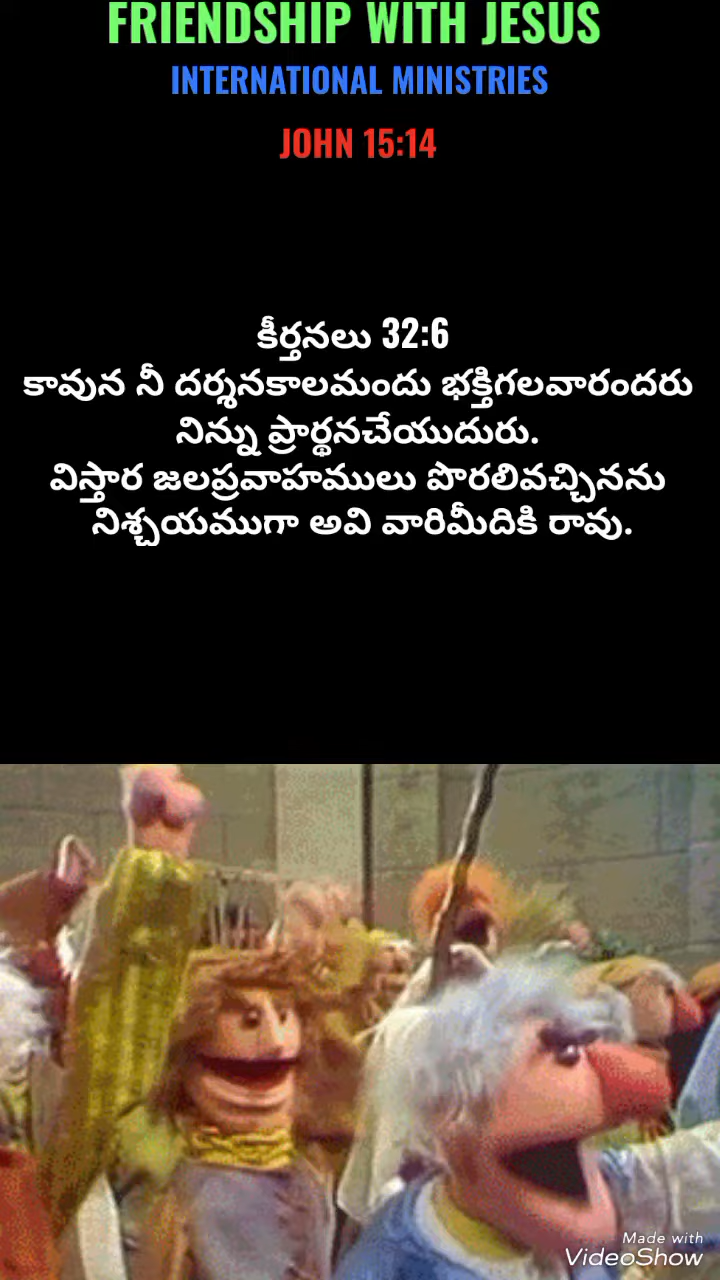 FRIENDSHIP WITH JESUS
INTERNATIONAL MINISTRIES
JOHN 15:14
కీర్తనలు 32:6
కావున నీ దర్శనకాలమందు భక్తిగలవారందరు
నిన్ను ప్రార్థనచేయుదురు.
విస్తార జలప్రవాహములు పొరలివచ్చినను
నిశ్చయముగా అవి వారిమీదికి రావు.
Made with
VideoShow